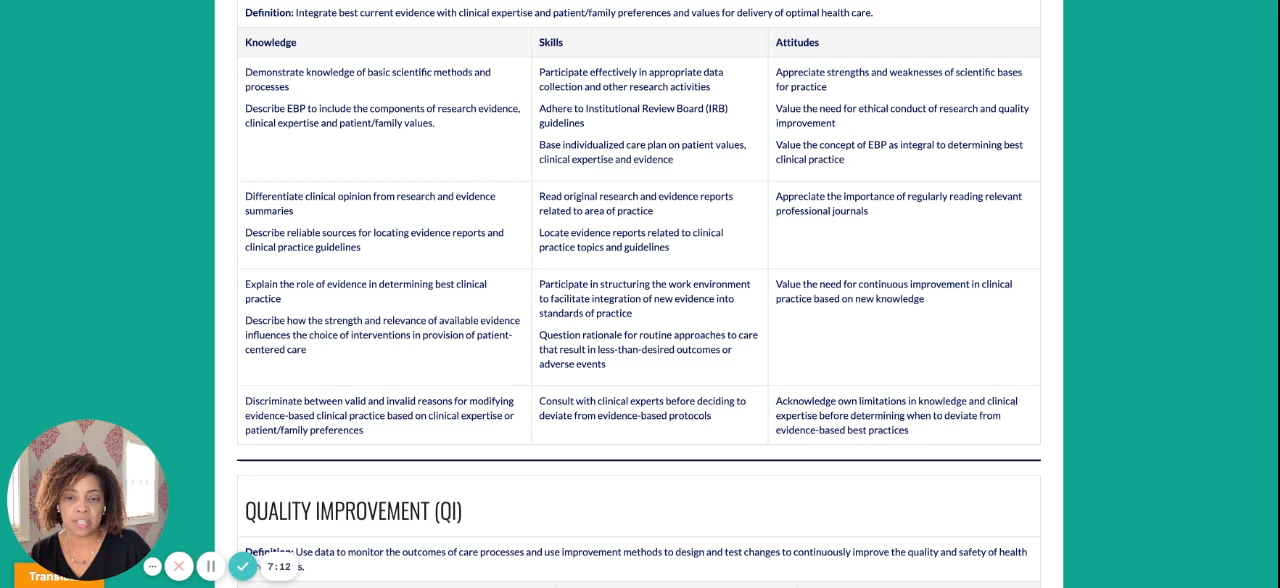 Definition: Integrate best current evidence with clinical expertise and patient/family preferences and values for delivery of optimal health care.
Knowledge
Skills
Attitudes
Demonstrate knowledge of basic scientific methods and
processes
Describe EBP to include the components of research evidence,
clinical expertise and patient/family values.
Participate effectively in appropriate data
collection and other research activities
Adhere to Institutional Review Board (IRB)
guidelines
Base individualized care plan on patient values,
clinical expertise and evidence
Appreciate strengths and weaknesses of scientific bases
for practice
Value the need for ethical conduct of research and quality
improvement
Value the concept of EBP as integral to determining best
clinical practice
Differentiate clinical opinion from research and evidence
summaries
Describe reliable sources for locating evidence reports and
clinical practice guidelines
Read original research and evidence reports
related to area of practice
Locate evidence reports related to clinical
practice topics and guidelines
Appreciate the importance of regularly reading relevant
professional journals
Explain the role of evidence in determining best clinical
practice
Describe how the strength and relevance of available evidence
influences the choice of interventions in provision of patient-
centered care
Participate in structuring the work environment
to facilitate integration of new evidence into
standards of practice
Question rationale for routine approaches to care
that result in less-than-desired outcomes or
adverse events
Value the need for continuous improvement in clinical
practice based on new knowledge
Discriminate between valid and invalid reasons for modifying
evidence-based clinical practice based on clinical expertise or
patient/family preferences
Consult with clinical experts before deciding to
deviate from evidence-based protocols
Acknowledge own limitations in knowledge and clinical
expertise before determining when to deviate from
evidence-based best practices
QUALITY IMPROVEMENT (QI)
Definition: Use data to monitor the outcomes of care processes and use improvement methods to design and test changes to continuously improve the quality and safety of health
7:12